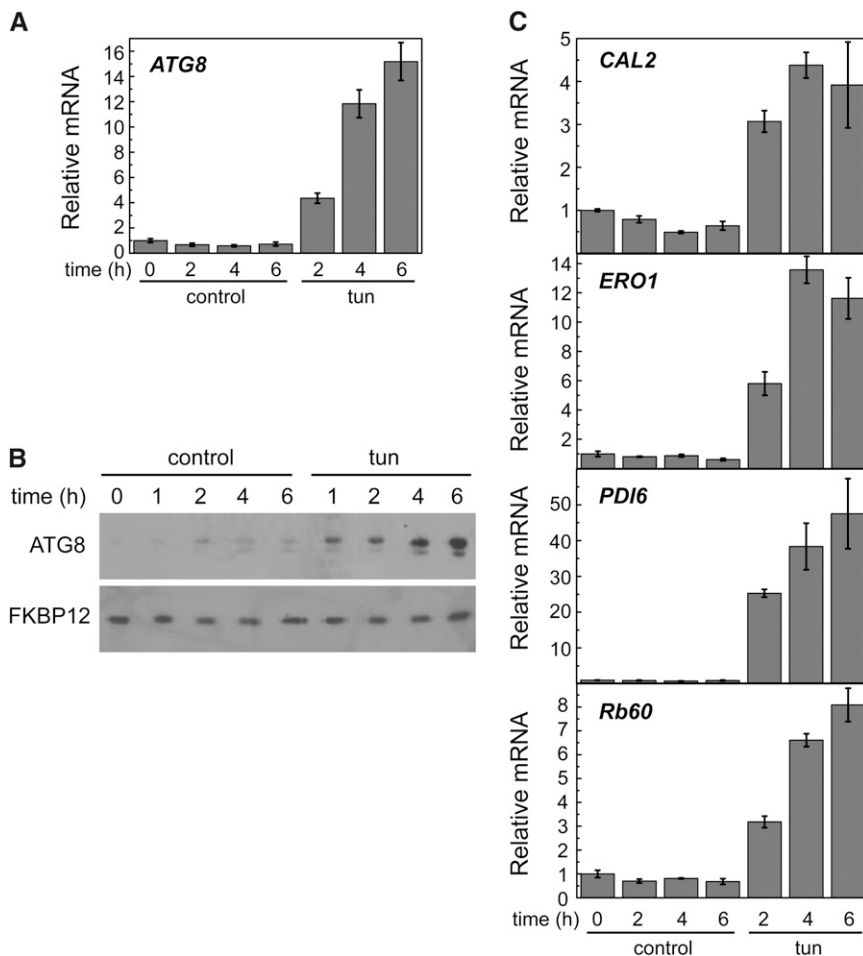 A
ATG8
Relative mRNA
16
14
12
10
8
6
4
2
0
time (h) 0 2 4 6 2 4 6
control tun
B
control tun
time (h) 0 1 2 4 6 1 2 4 6
ATG8
FKBP12
C
CAL2
Relative mRNA
5
4
3
2
1
ERO1
Relative mRNA
14
12
10
8
6
4
2
PDI6
Relative mRNA
50
40
30
20
10
Rb60
Relative mRNA
8
7
6
5
4
3
2
1
0
time (h) 0 2 4 6 2 4 6
control tun